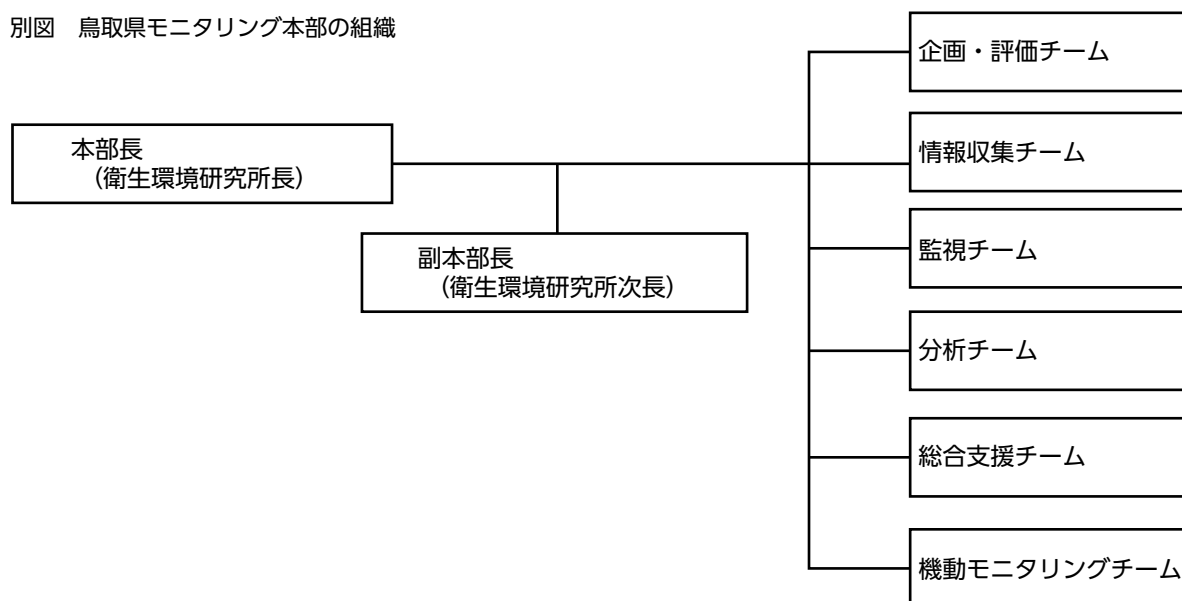 別図　鳥取県モニタリング本部の組織
本部長
（衛生環境研究所長）
副本部長
（衛生環境研究所次長）
企画・評価チーム
情報収集チーム
監視チーム
分析チーム
総合支援チーム
機動モニタリングチーム